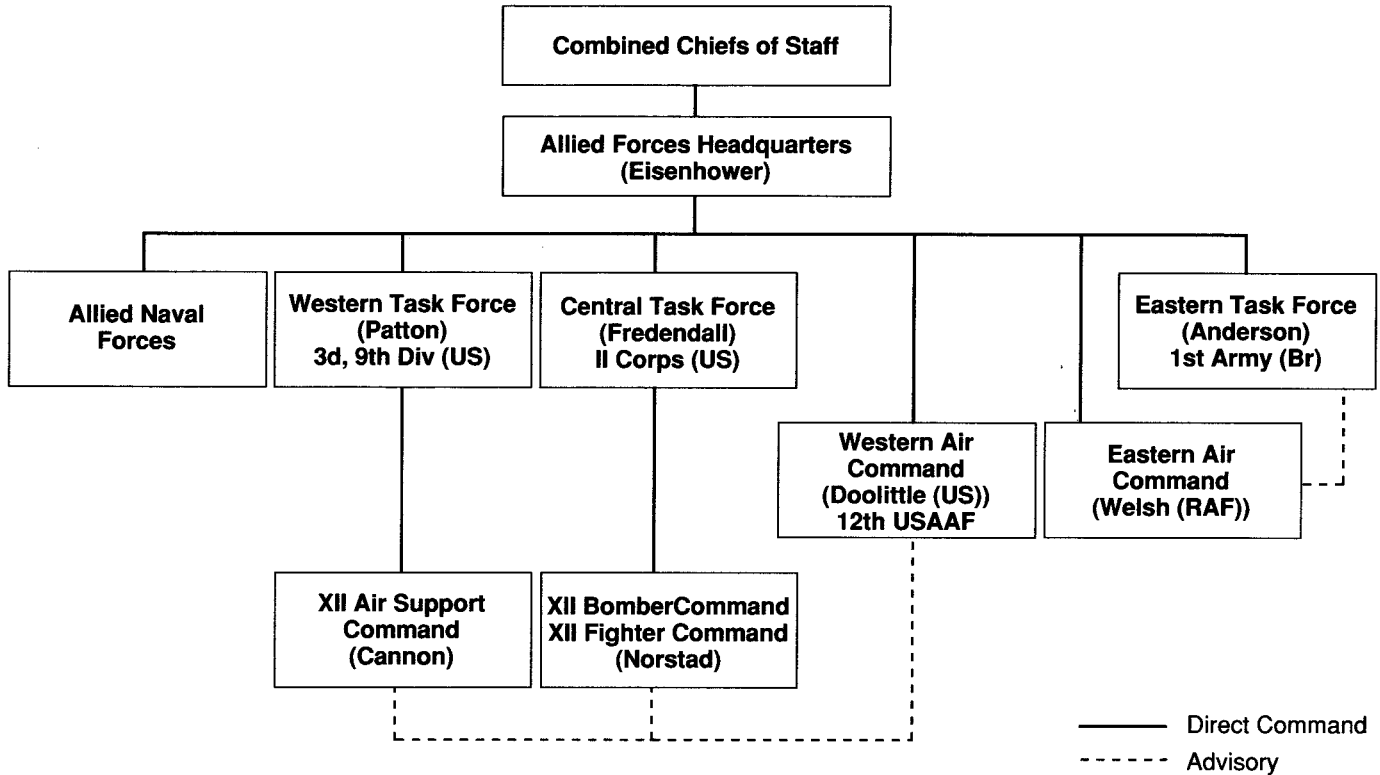 Combined Chiefs of Staff
Allied Forces Headquarters
(Eisenhower)
Allied Naval
Forces
Western Task Force
(Patton)
3d, 9th Div (US)
Central Task Force
(Fredendall)
II Corps (US)
Eastern Task Force
(Anderson)
1st Army (Br)
Western Air
Command
(Doolittle (US))
12th USAAF
Eastern Air
Command
(Welsh (RAF))
XII Air Support
Command
(Cannon)
XII BomberCommand
XII Fighter Command
(Norstad)
Direct Command
Advisory